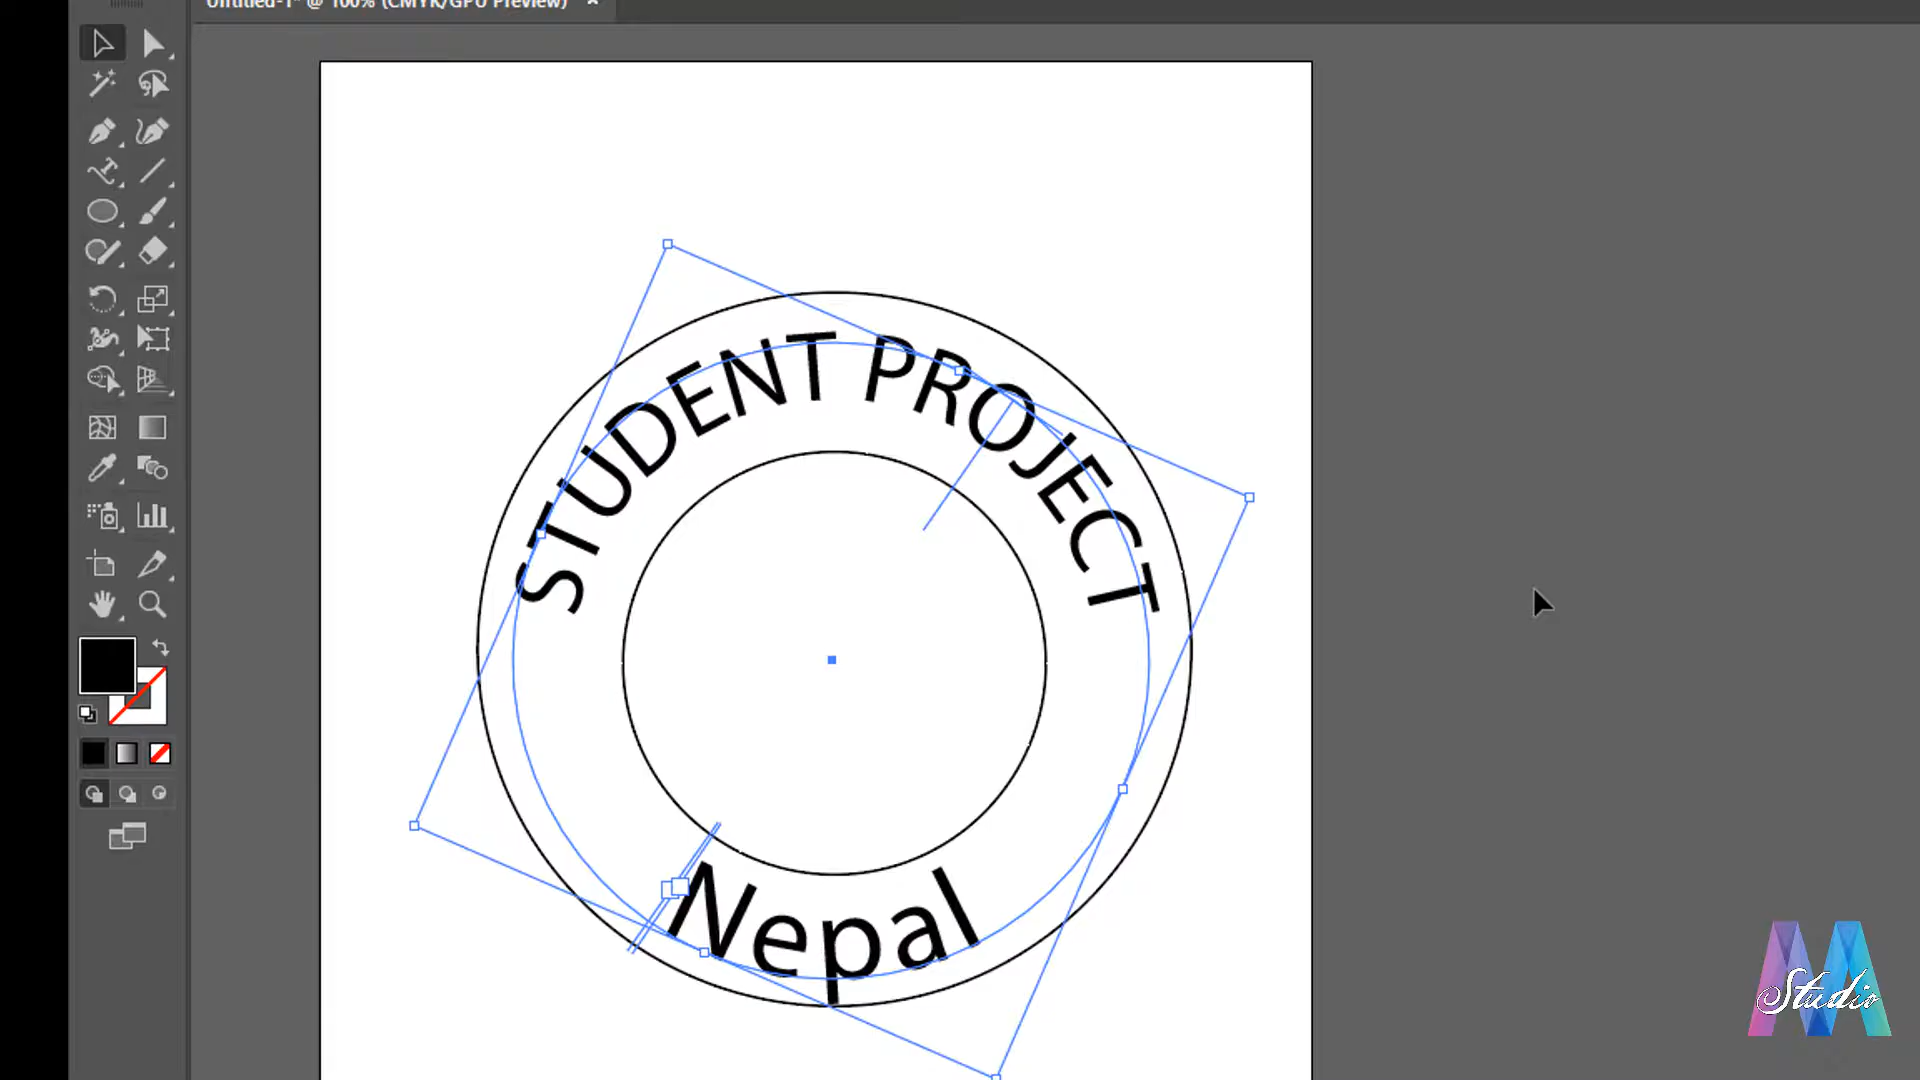 Untitled-1* @ 100% (CMYK/GPU Preview) ×
STUDENT PROJECT
Nepal
Studio